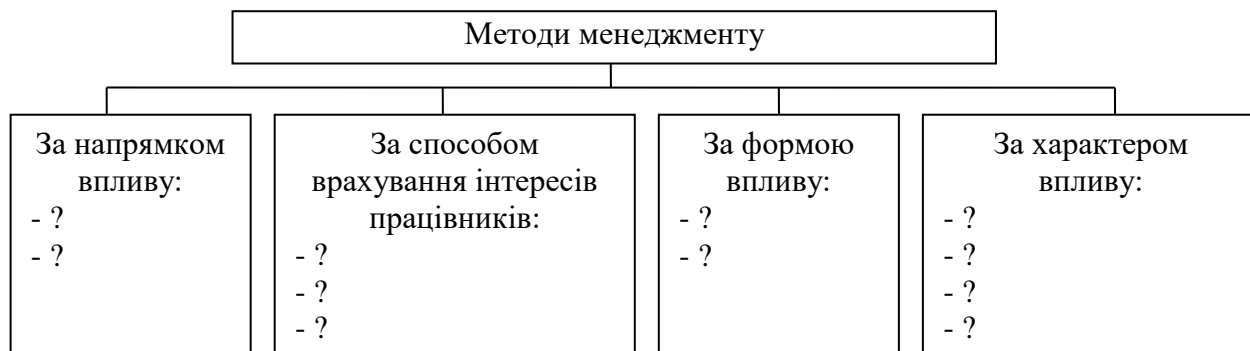 Методи менеджменту
За напрямком
впливу:
- ?
- ?
За способом
врахування інтересів
працівників:
- ?
- ?
- ?
За формою
впливу:
- ?
- ?
За характером
впливу:
- ?
- ?
- ?
- ?